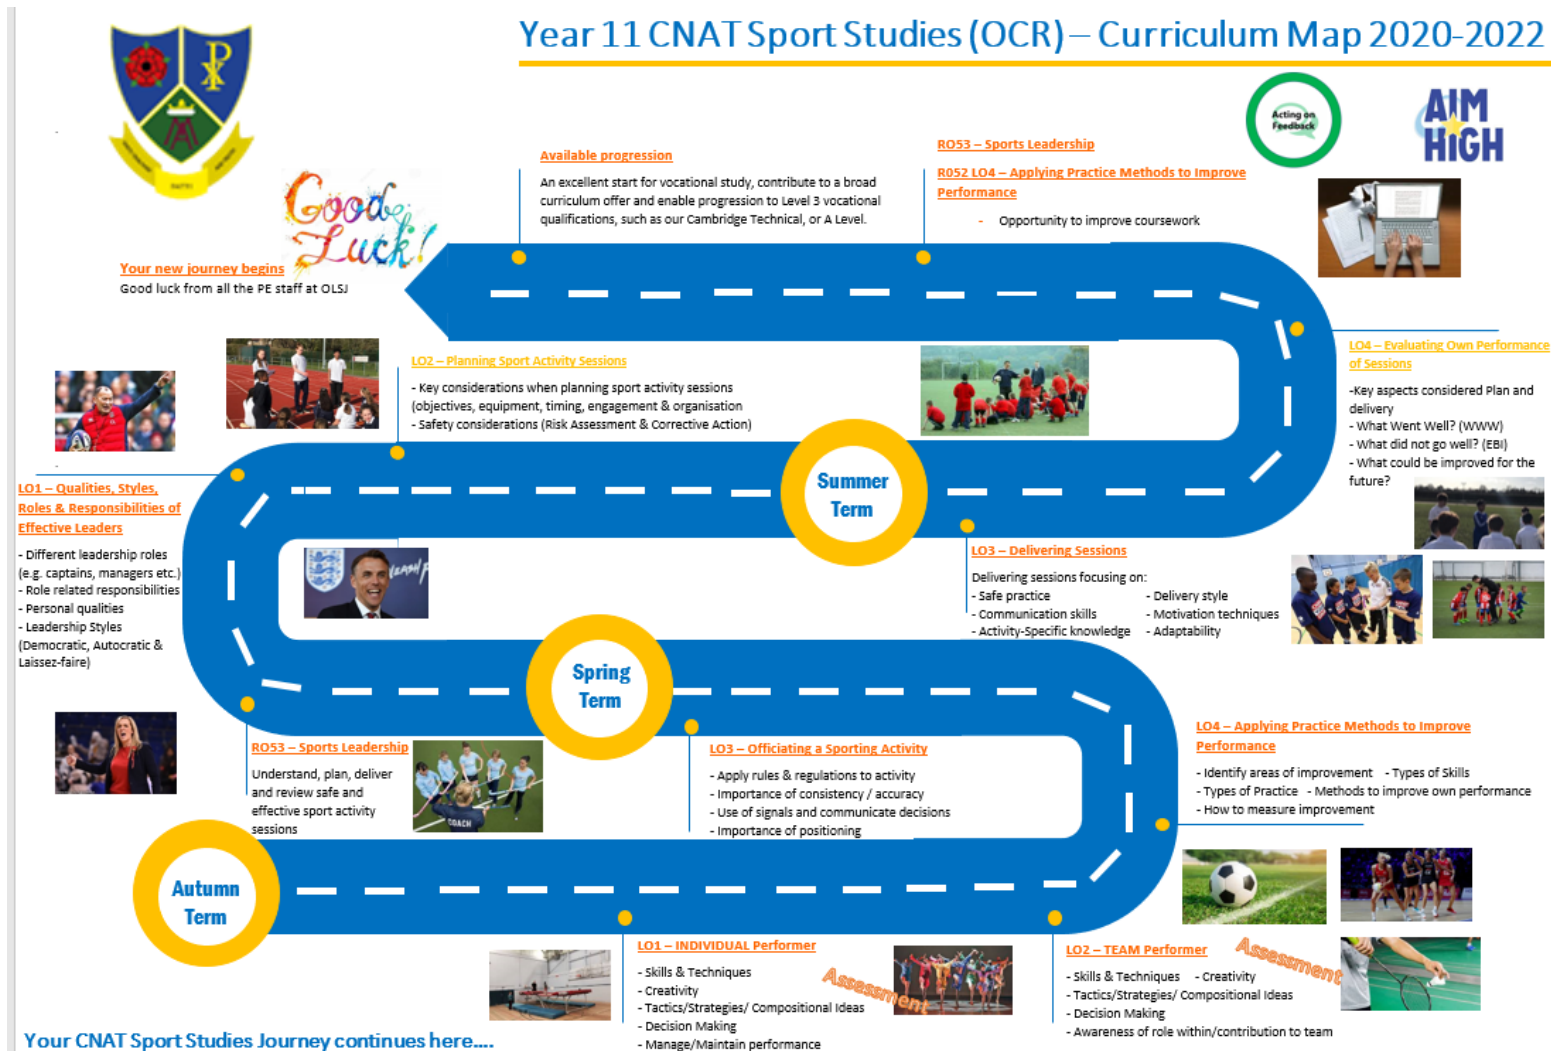 Year 11 CNAT Sport Studies (OCR) – Curriculum Map 2020-2022
Acting on
Feedback
AIM
HIGH
Good
Luck!
Available progression
An excellent start for vocational study, contribute to a broad
curriculum offer and enable progression to Level 3 vocational
qualifications, such as our Cambridge Technical, or A Level.
RO53 – Sports Leadership
R052 LO4 – Applying Practice Methods to Improve
Performance
- Opportunity to improve coursework
Your new journey begins
Good luck from all the PE staff at OLSJ
LO4 – Evaluating Own Performance
of Sessions
-Key aspects considered Plan and
delivery
- What Went Well? (WWW)
- What did not go well? (EBI)
- What could be improved for the
future?
LO2 – Planning Sport Activity Sessions
- Key considerations when planning sport activity sessions
(objectives, equipment, timing, engagement & organisation
- Safety considerations (Risk Assessment & Corrective Action)
Summer
Term
LO1 – Qualities, Styles,
Roles & Responsibilities of
Effective Leaders
- Different leadership roles
(e.g. captains, managers etc.)
- Role related responsibilities
- Personal qualities
- Leadership Styles
(Democratic, Autocratic &
Laissez-faire)
LO3 – Delivering Sessions
Delivering sessions focusing on:
- Safe practice - Delivery style
- Communication skills - Motivation techniques
- Activity-Specific knowledge - Adaptability
Spring
Term
RO53 – Sports Leadership
Understand, plan, deliver
and review safe and
effective sport activity
sessions
COACH
LO3 – Officiating a Sporting Activity
- Apply rules & regulations to activity
- Importance of consistency / accuracy
- Use of signals and communicate decisions
- Importance of positioning
LO4 – Applying Practice Methods to Improve
Performance
- Identify areas of improvement - Types of Skills
- Types of Practice - Methods to improve own performance
- How to measure improvement
Autumn
Term
LO1 – INDIVIDUAL Performer
- Skills & Techniques
- Creativity
- Tactics/Strategies/ Compositional Ideas
- Decision Making
- Manage/Maintain performance
Assessment
LO2 – TEAM Performer
- Skills & Techniques - Creativity
- Tactics/Strategies/ Compositional Ideas
- Decision Making
- Awareness of role within/contribution to team
Assessment
Your CNAT Sport Studies Journey continues here....